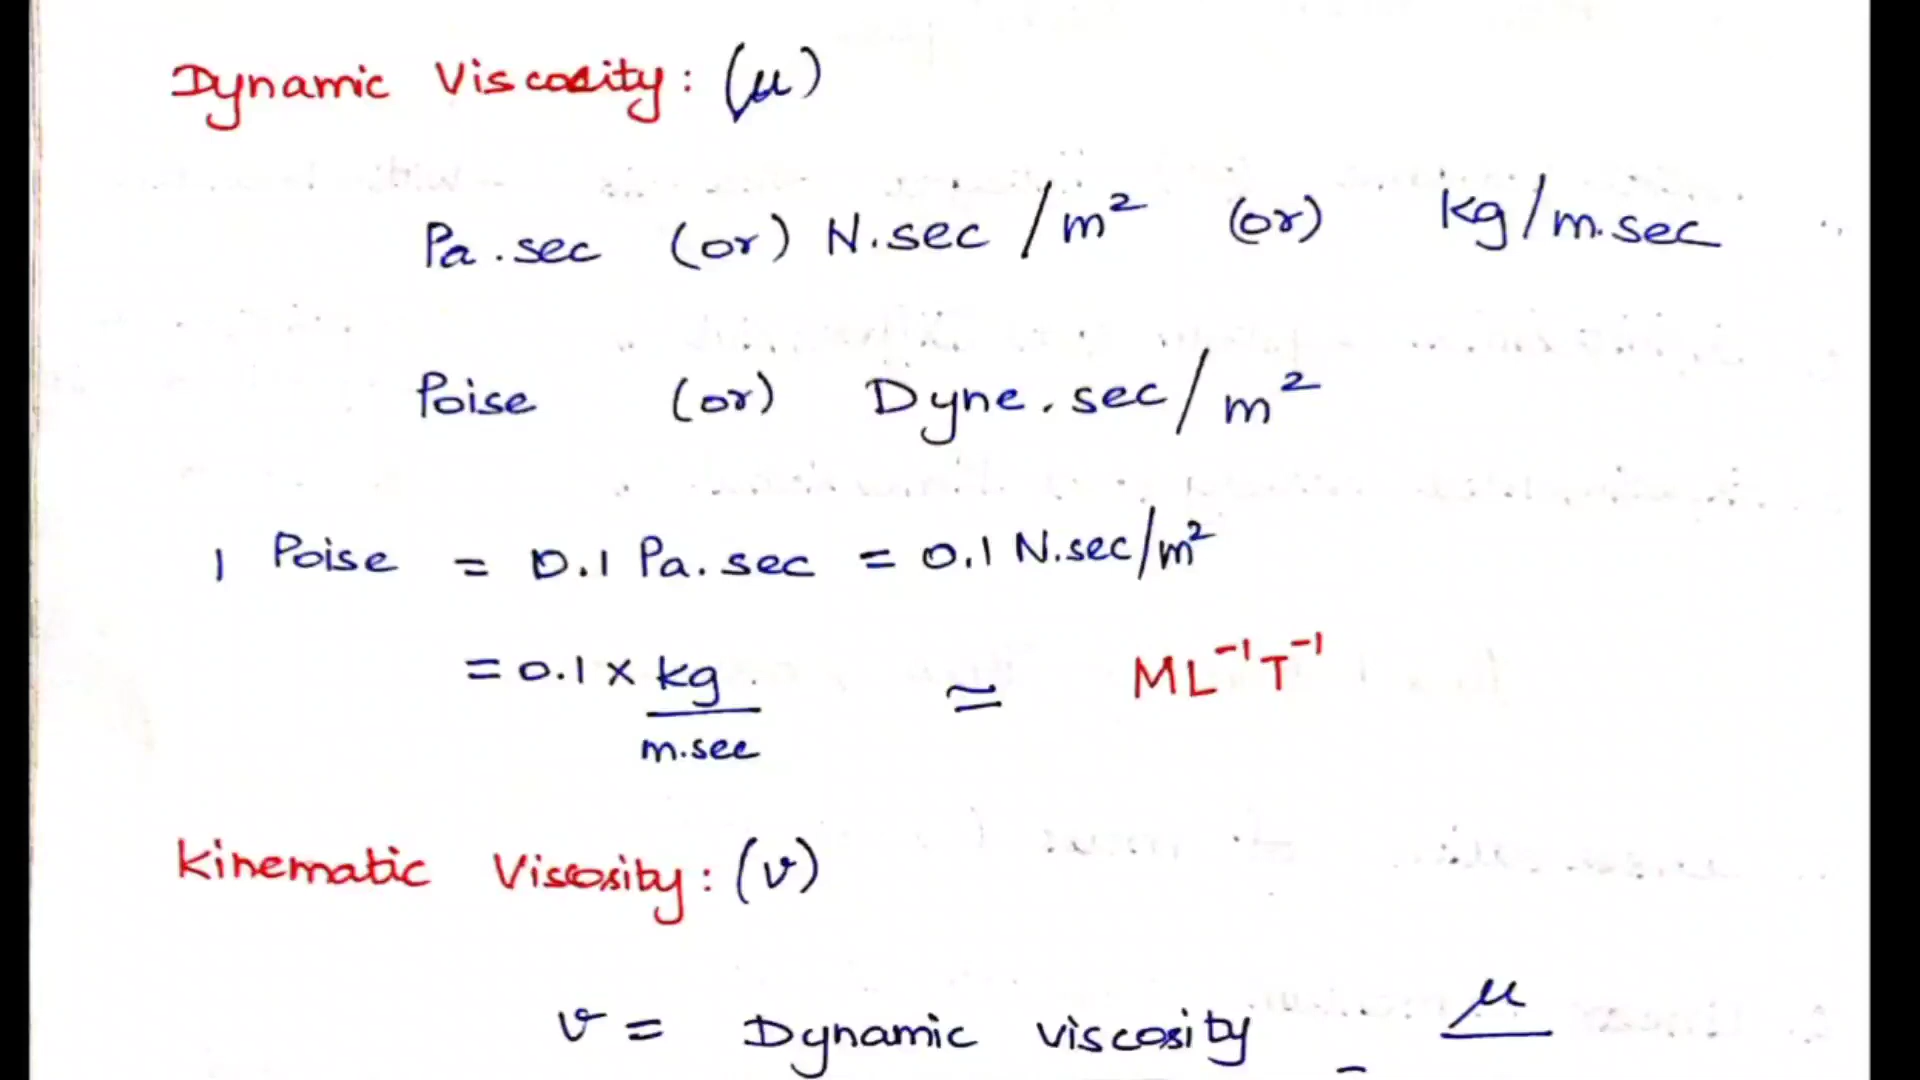 Dynamic Viscosity: (μ)
Pa.sec (or) N.sec/m² (or) kg/m.sec
Poise (or) Dyne.sec/m²
1 Poise = 0.1 Pa.sec = 0.1 N.sec/m²
= 0.1 x kg/m.sec ≃ ML⁻¹T⁻¹
Kinematic Viscosity: (ν)
ν = Dynamic viscosity = μ